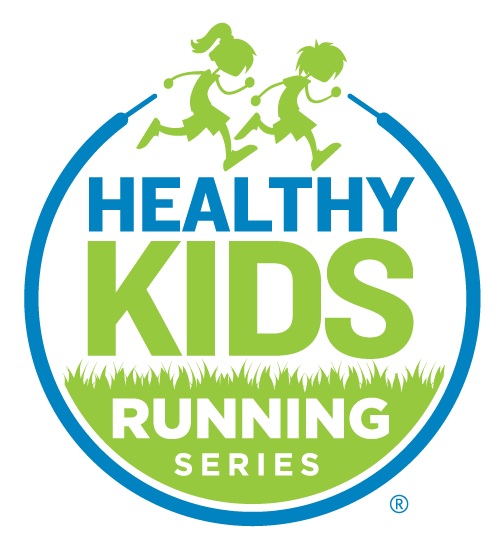 HEALTHY
KIDS
RUNNING
SERIES
®